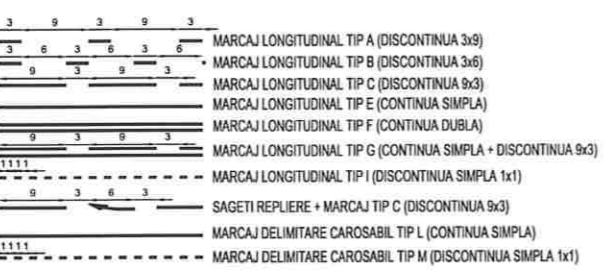 3 9 3 9 3
MARCAJ LONGITUDINAL TIP A (DISCONTINUA 3x9)
3 6 3 6 3 6
MARCAJ LONGITUDINAL TIP B (DISCONTINUA 3x6)
9 3 9 3
MARCAJ LONGITUDINAL TIP C (DISCONTINUA 9x3)
MARCAJ LONGITUDINAL TIP E (CONTINUA SIMPLA)
MARCAJ LONGITUDINAL TIP F (CONTINUA DUBLA)
9 3 9 3
MARCAJ LONGITUDINAL TIP G (CONTINUA SIMPLA + DISCONTINUA 9x3)
1111
MARCAJ LONGITUDINAL TIP I (DISCONTINUA SIMPLA 1x1)
9 3 6 3
SAGETI REPLIERE + MARCAJ TIP C (DISCONTINUA 9x3)
MARCAJ DELIMITARE CAROSABIL TIP L (CONTINUA SIMPLA)
1111
MARCAJ DELIMITARE CAROSABIL TIP M (DISCONTINUA SIMPLA 1x1)